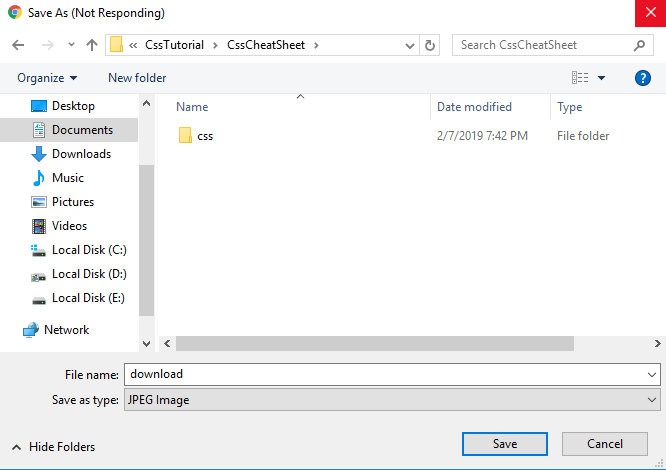 Save As (Not Responding)
« CssTutorial > CssCheatSheet >
Search CssCheatSheet
Organize
New folder
?
Name
Date modified
Type
Desktop
Documents
Downloads
Music
Pictures
Videos
Local Disk (C:)
Local Disk (D:)
Local Disk (E:)
Network
css
2/7/2019 7:42 PM
File folder
File name: download
Save as type: JPEG Image
Hide Folders
Save
Cancel